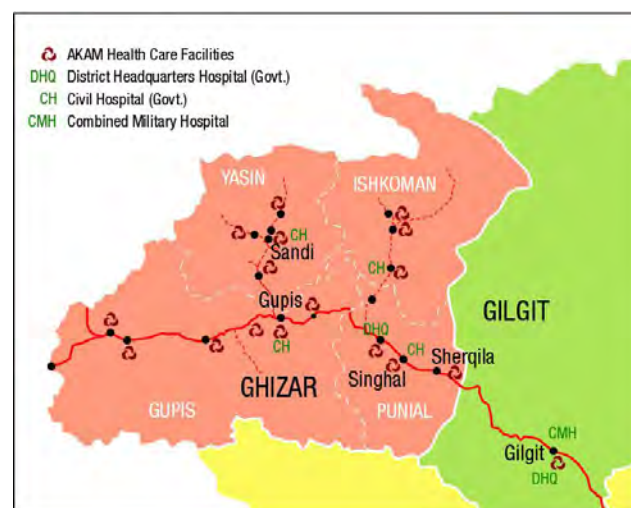 AKAM Health Care Facilities
DHQ District Headquarters Hospital (Govt.)
CH Civil Hospital (Govt.)
CMH Combined Military Hospital
YASIN
ISHKOMAN
CH
Sandi
CH
Gupis
GILGIT
DHQ
CH
CH
Sherqila
Singhal
GHIZAR
GUPIS
PUNIAL
CMH
Gilgit
DHQ